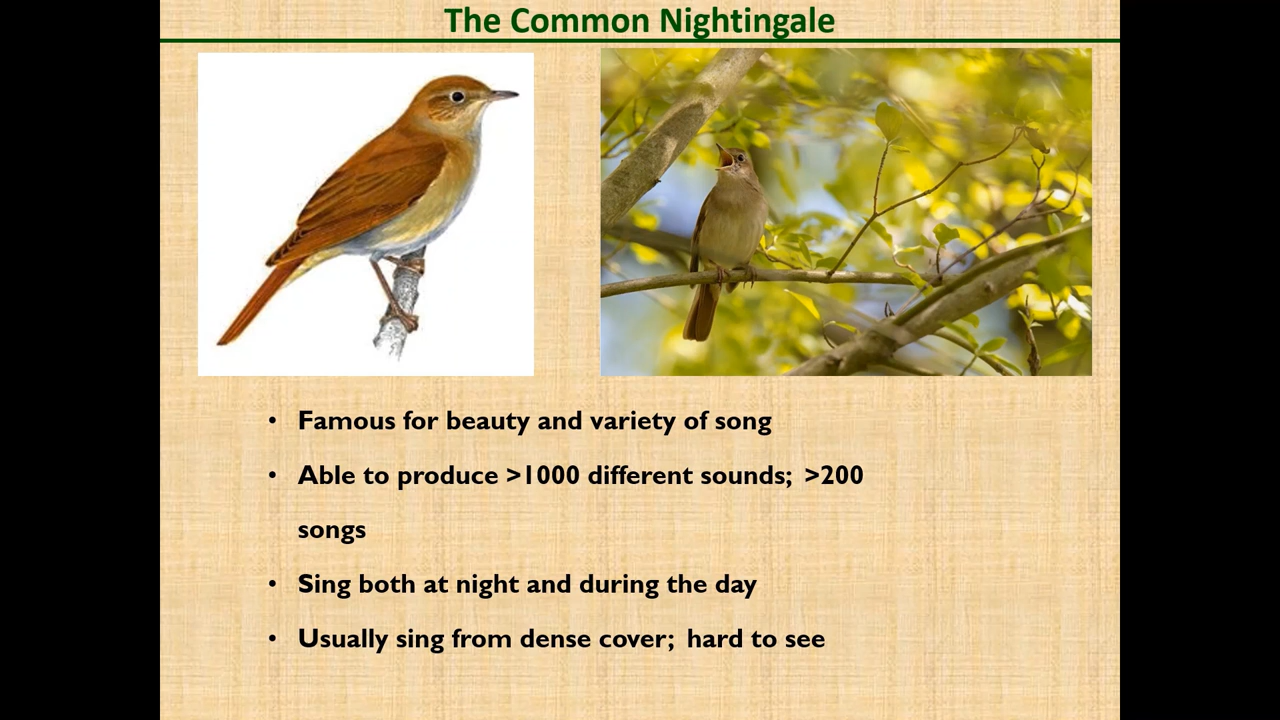 The Common Nightingale
• Famous for beauty and variety of song
• Able to produce >1000 different sounds; >200
songs
• Sing both at night and during the day
• Usually sing from dense cover; hard to see